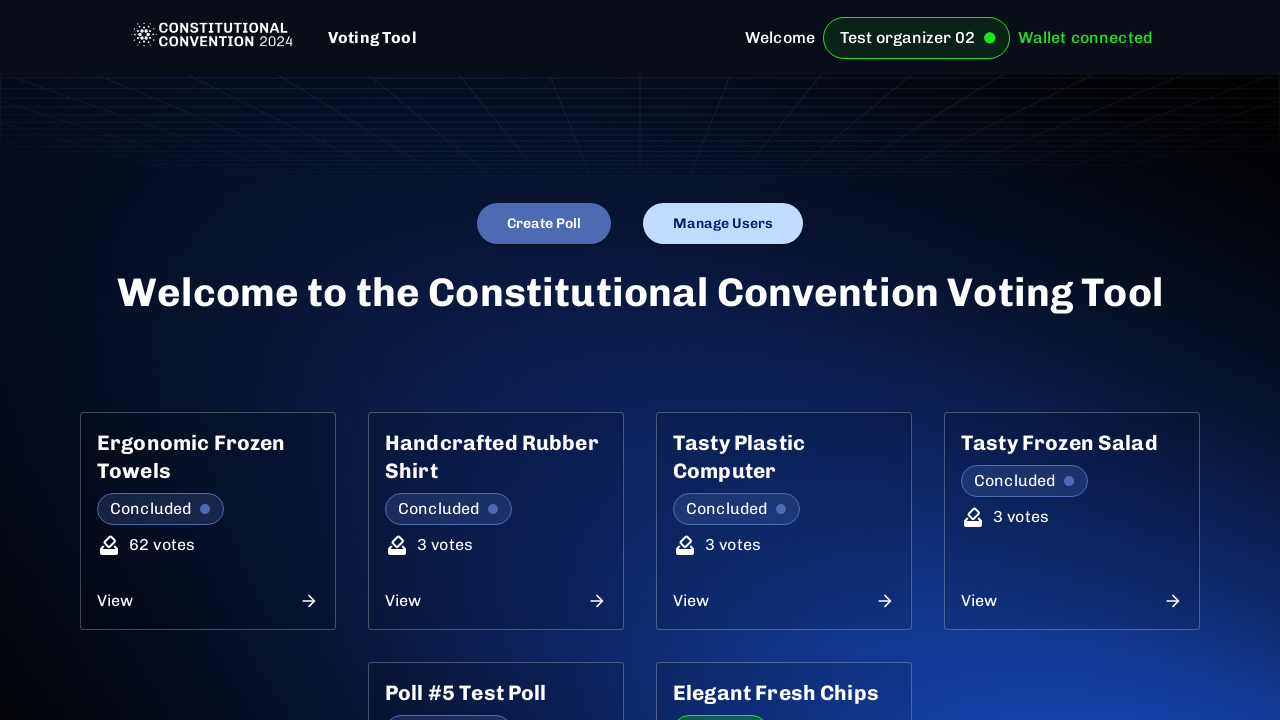 CONSTITUTIONAL
CONVENTION 2024
Voting Tool
Welcome
Test organizer 02
Wallet connected
Create Poll
Manage Users
Welcome to the Constitutional Convention Voting Tool
Ergonomic Frozen
Towels
Concluded
62 votes
View
Handcrafted Rubber
Shirt
Concluded
3 votes
View
Tasty Plastic
Computer
Concluded
3 votes
View
Tasty Frozen Salad
Concluded
3 votes
View
Poll #5 Test Poll
Elegant Fresh Chips